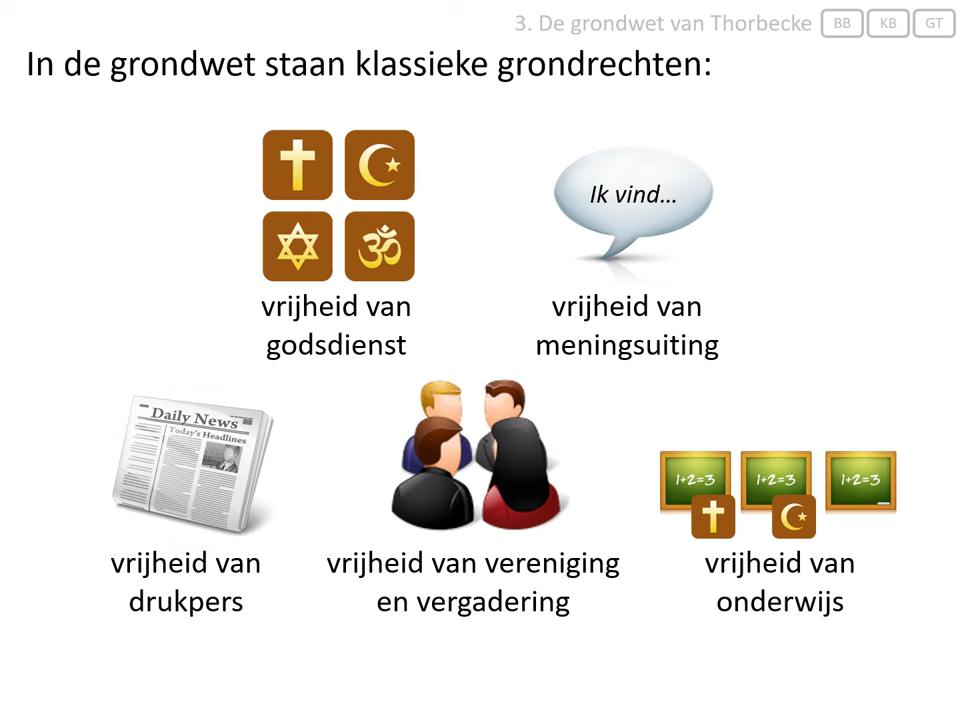 3. De grondwet van Thorbecke BB KB GT
In de grondwet staan klassieke grondrechten:
Ik vind...
vrijheid van
godsdienst
vrijheid van
meningsuiting
Daily News
Today's Headlines
1+2=3
1+2=3
1+2=3
vrijheid van
drukpers
vrijheid van vereniging
en vergadering
vrijheid van
onderwijs